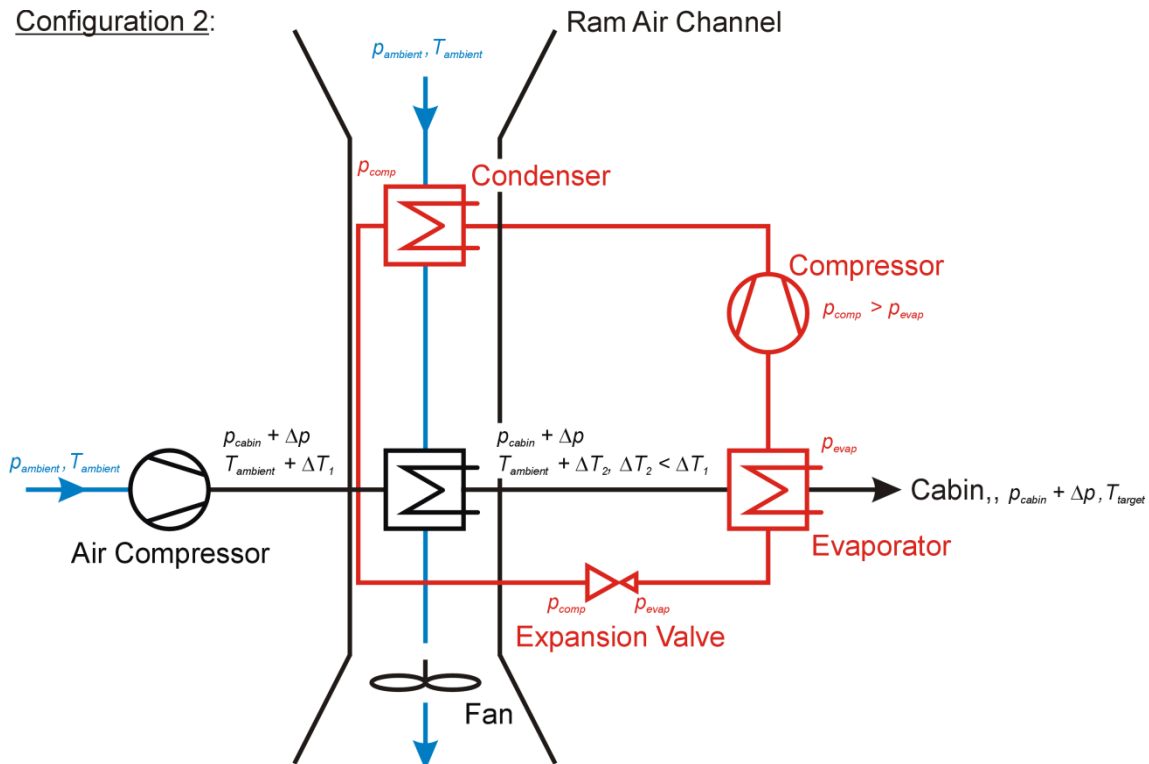 Configuration 2:
Ram Air Channel
p_ambient, T_ambient
p_comp
Condenser
Compressor
p_comp > p_evap
p_cabin + Δp
T_ambient + ΔT_1
p_cabin + Δp
T_ambient + ΔT_2, ΔT_2 < ΔT_1
p_evap
p_ambient, T_ambient
Cabin,, p_cabin + Δp, T_target
Air Compressor
Evaporator
p_comp
p_evap
Expansion Valve
Fan